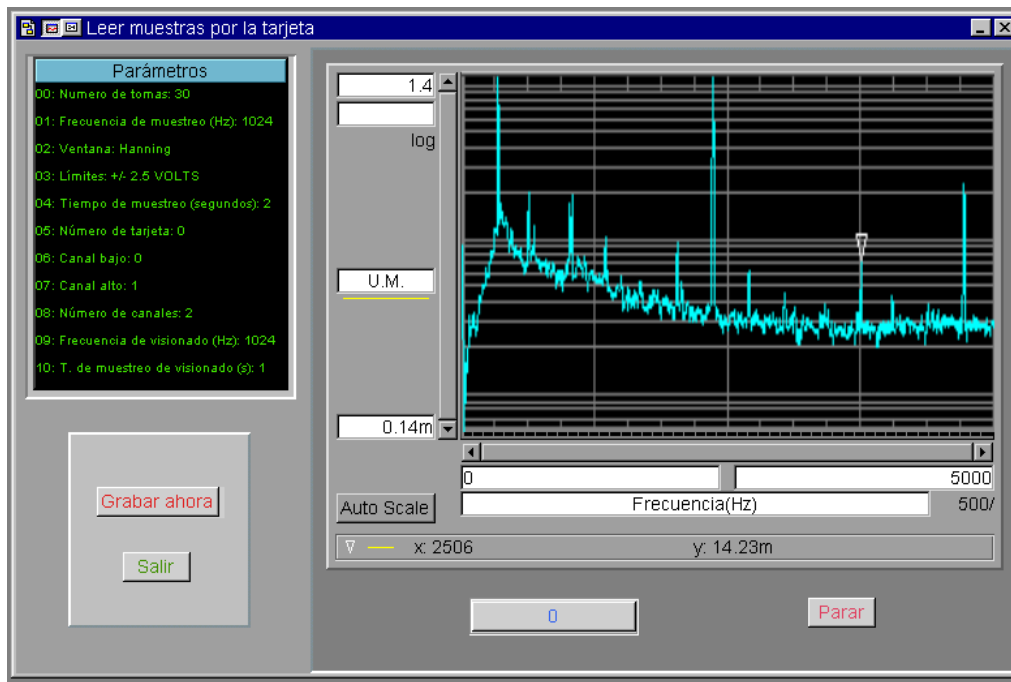 Leer muestras por la tarjeta
Parámetros
00: Numero de tomas: 30
01: Frecuencia de muestreo (Hz): 1024
02: Ventana: Hanning
03: Límites: +/- 2.5 VOLTS
04: Tiempo de muestreo (segundos): 2
05: Número de tarjeta: 0
06: Canal bajo: 0
07: Canal alto: 1
08: Número de canales: 2
09: Frecuencia de visionado (Hz): 1024
10: T. de muestreo de visionado (s): 1
Grabar ahora
Salir
1.4
log
U.M.
0.14m
0
5000
Auto Scale
Frecuencia(Hz)
500/
x: 2506
y: 14.23m
0
Parar